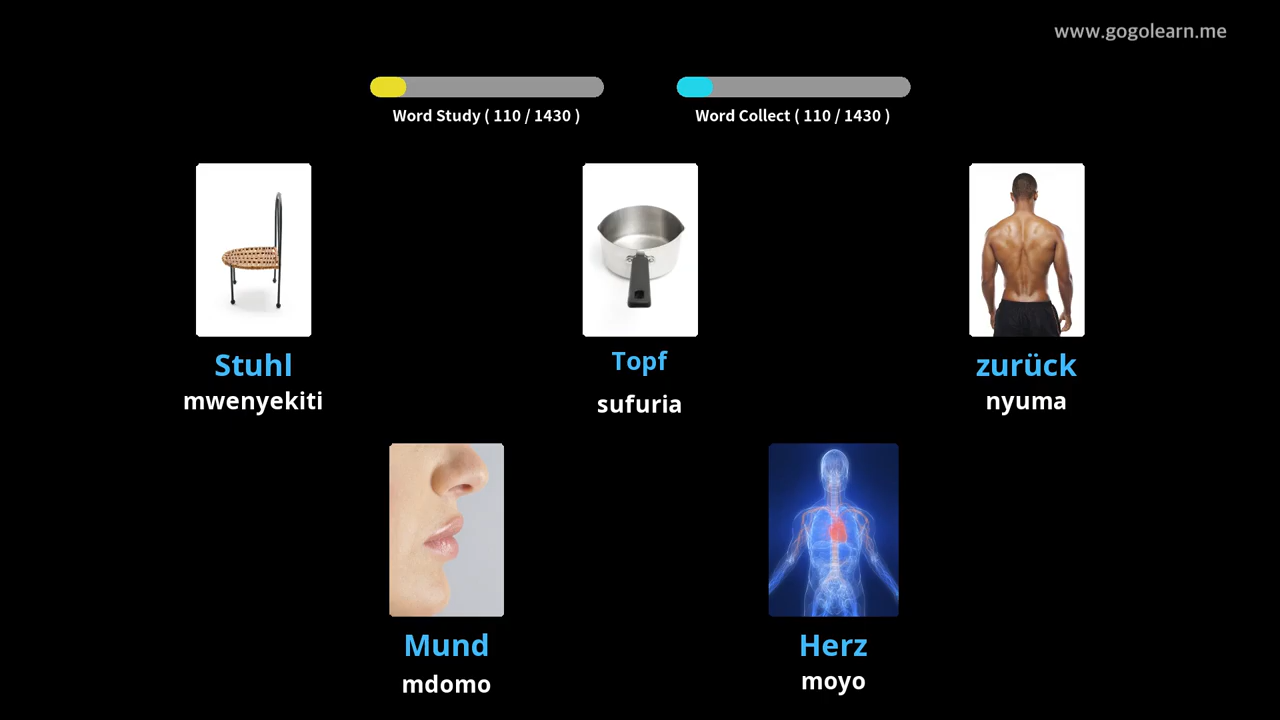 www.gogolearn.me
Word Study ( 110 / 1430 )
Word Collect ( 110 / 1430 )
Stuhl
mwenyekiti
Topf
sufuria
zurück
nyuma
Mund
mdomo
Herz
moyo